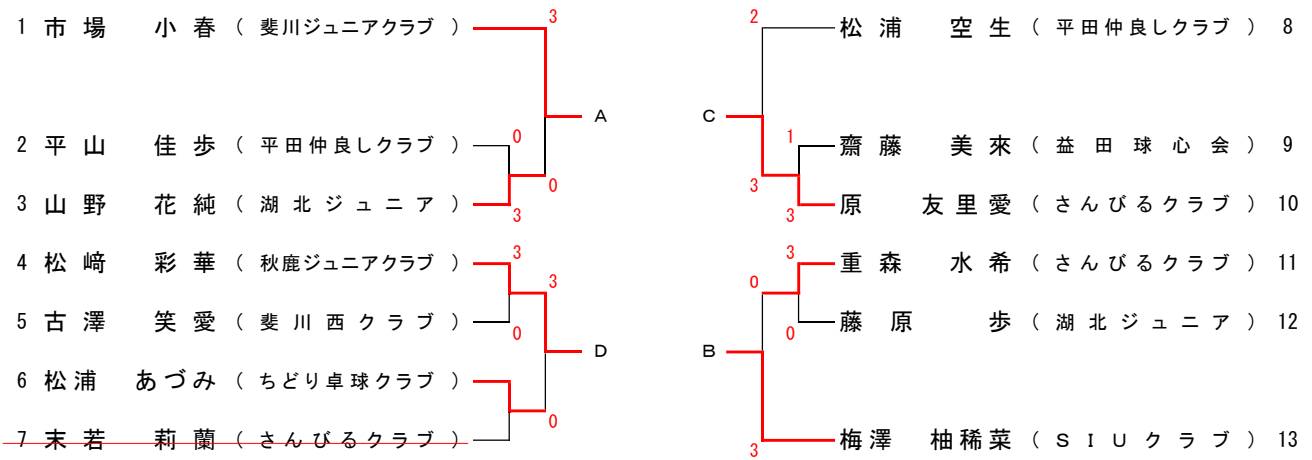 1 市場 小春 ( 斐川ジュニアクラブ ) 3
2 松浦 空生 ( 平田仲良しクラブ ) 8
A
C
2 平山 佳歩 ( 平田仲良しクラブ ) 0
1 齋藤 美來 ( 益田球心会 ) 9
3 山野 花純 ( 湖北ジュニア ) 3 0
3 3 原 友里愛 ( さんびるクラブ ) 10
4 松﨑 彩華 ( 秋鹿ジュニアクラブ ) 3 3
0 3 重森 水希 ( さんびるクラブ ) 11
5 古澤 笑愛 ( 斐川西クラブ ) 0
0 藤原 歩 ( 湖北ジュニア ) 12
D
B
6 松浦 あづみ ( ちどり卓球クラブ ) 0
7 末若 莉蘭 ( さんびるクラブ )
3 梅澤 柚稀菜 ( SIUクラブ ) 13